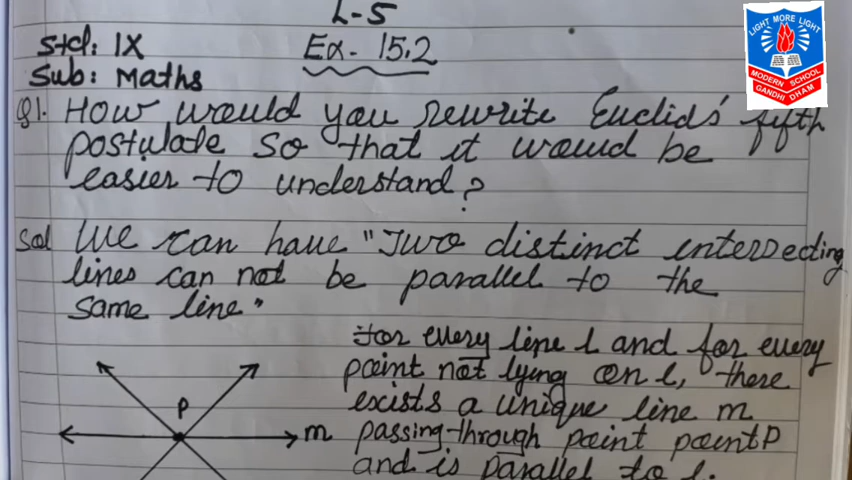 L-5
Std: IX
Ex- 15.2
Sub: Maths
Q1. How would you rewrite Euclid's fifth
postulate so that it would be
easier to understand?
Sol We can have "Two distinct intersecting
lines can not be parallel to the
same line"
For every line l and for every
point not lying on l, there
exists a unique line m
passing through point point P
and is parallel to l.
P
m
LIGHT MORE LIGHT
MODERN SCHOOL
GANDHI DHAM